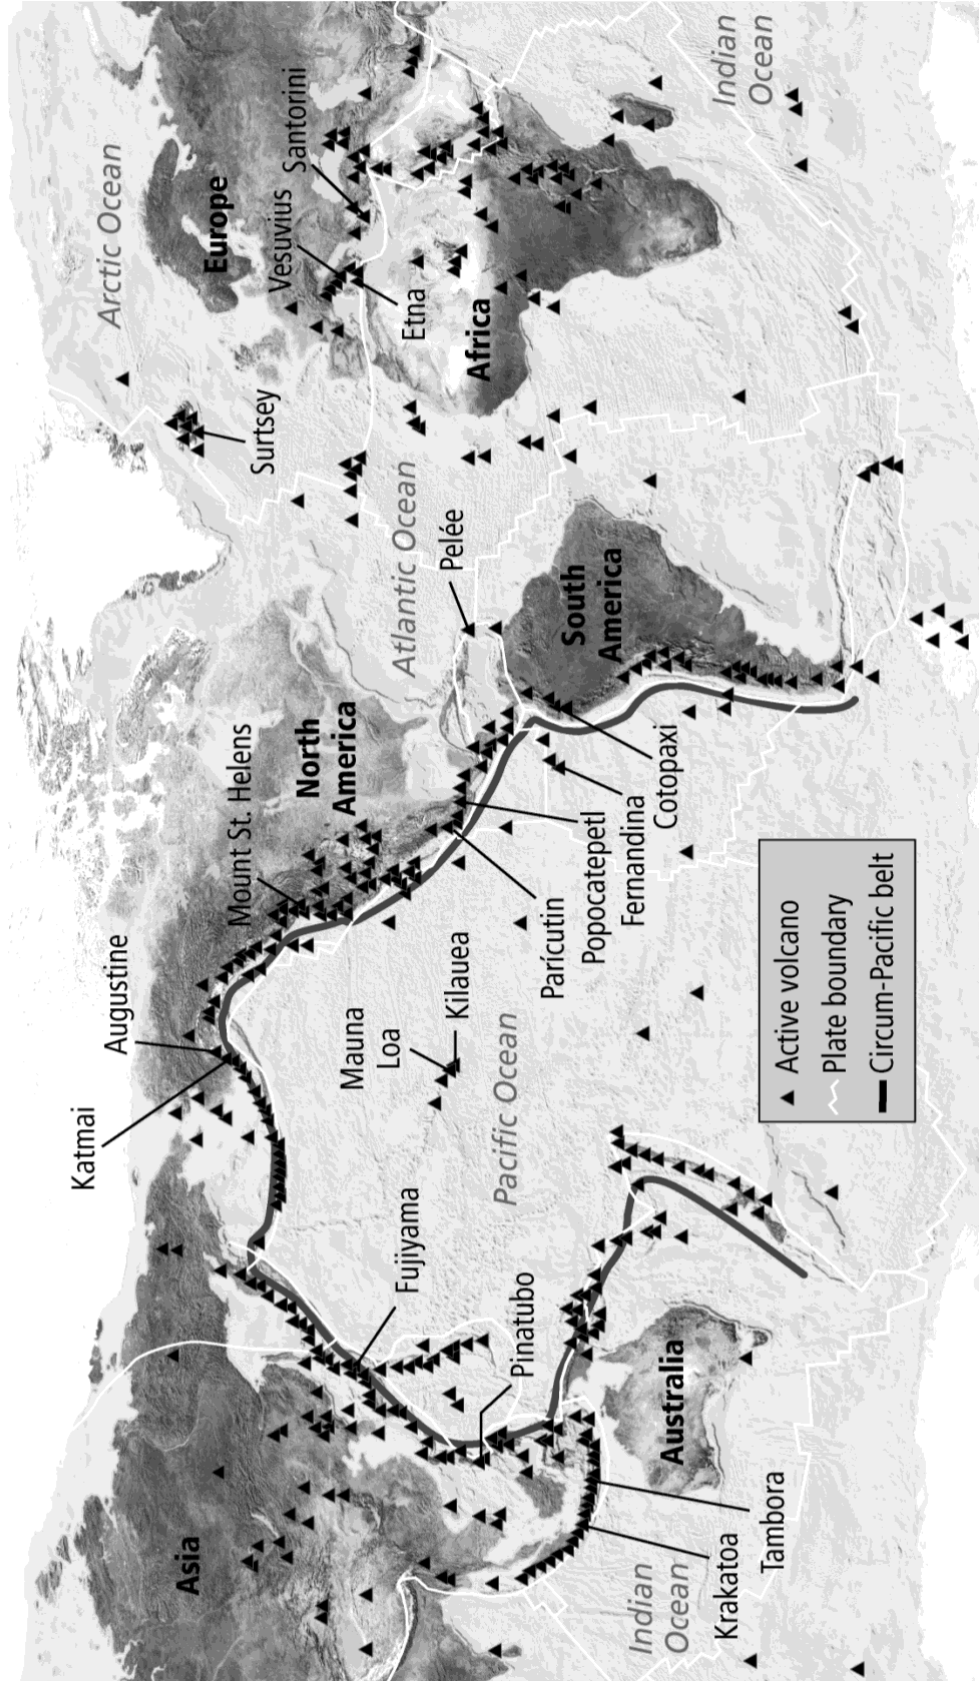 Asia
Indian
Ocean
Krakatoa
Tambora
Australia
Pinatubo
Fujiyama
Katmai
Augustine
Pacific Ocean
Mauna
Loa
Kilauea
Mount St. Helens
North
America
Parícutin
Popocatepetl
Fernandina
Cotopaxi
Atlantic Ocean
Pelée
South
America
Surtsey
Arctic Ocean
Europe
Vesuvius
Santorini
Etna
Africa
Indian
Ocean
Active volcano
Plate boundary
Circum-Pacific belt